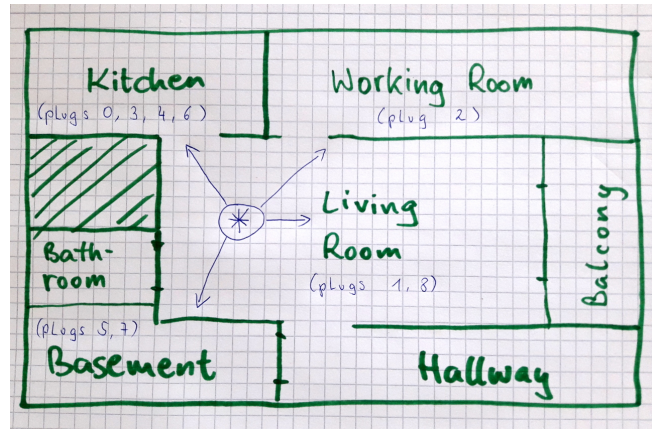 Kitchen
(plugs 0, 3, 4, 6)
Working Room
(plug 2)
Living
Room
(plugs 1, 8)
Balcony
Bath-
room
(plugs 5, 7)
Basement
Hallway